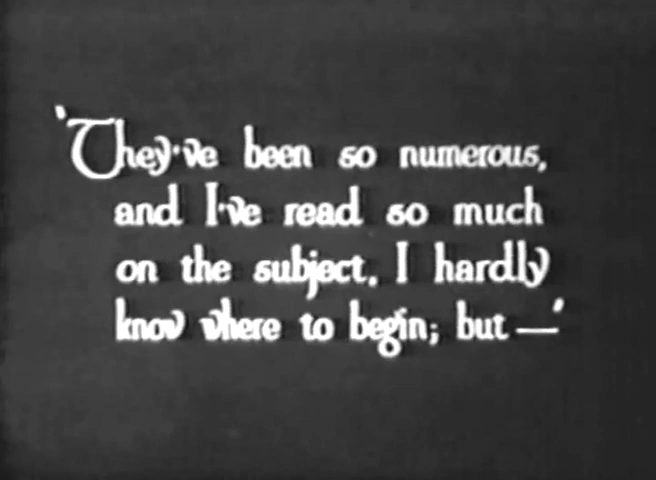 'They've been so numerous,
and I've read so much
on the subject, I hardly
know where to begin; but —'